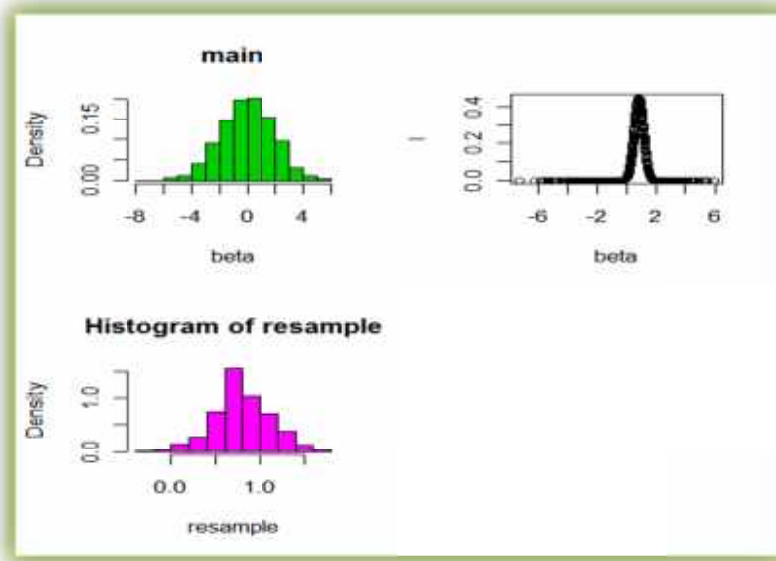 main
Density
0.00 0.15
-8 -4 0 4
beta
l
0.0 0.2 0.4
-6 -2 2 6
beta
Histogram of resample
Density
0.0 1.0
0.0 1.0
resample